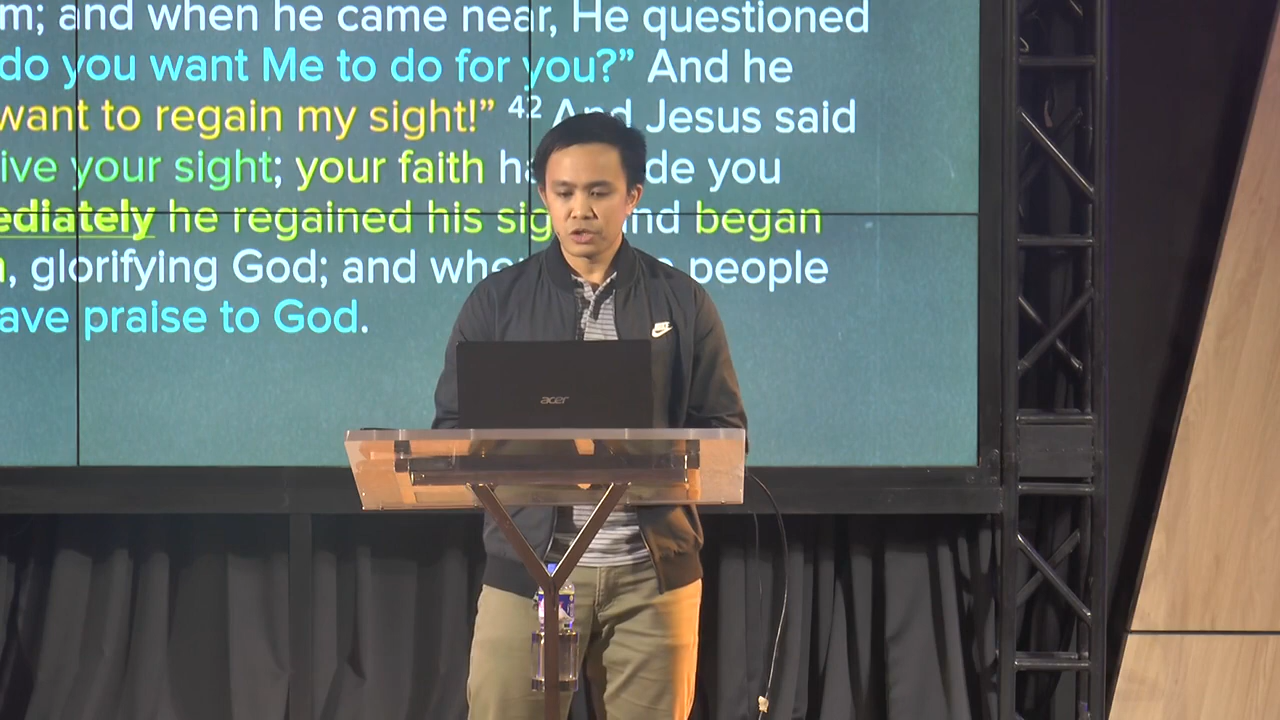 m; and when he came near, He questioned
do you want Me to do for you?” And he
want to regain my sight!” 42 And Jesus said
ive your sight; your faith ha de you
ediately he regained his sig nd began
, glorifying God; and whe people
ave praise to God.
acer